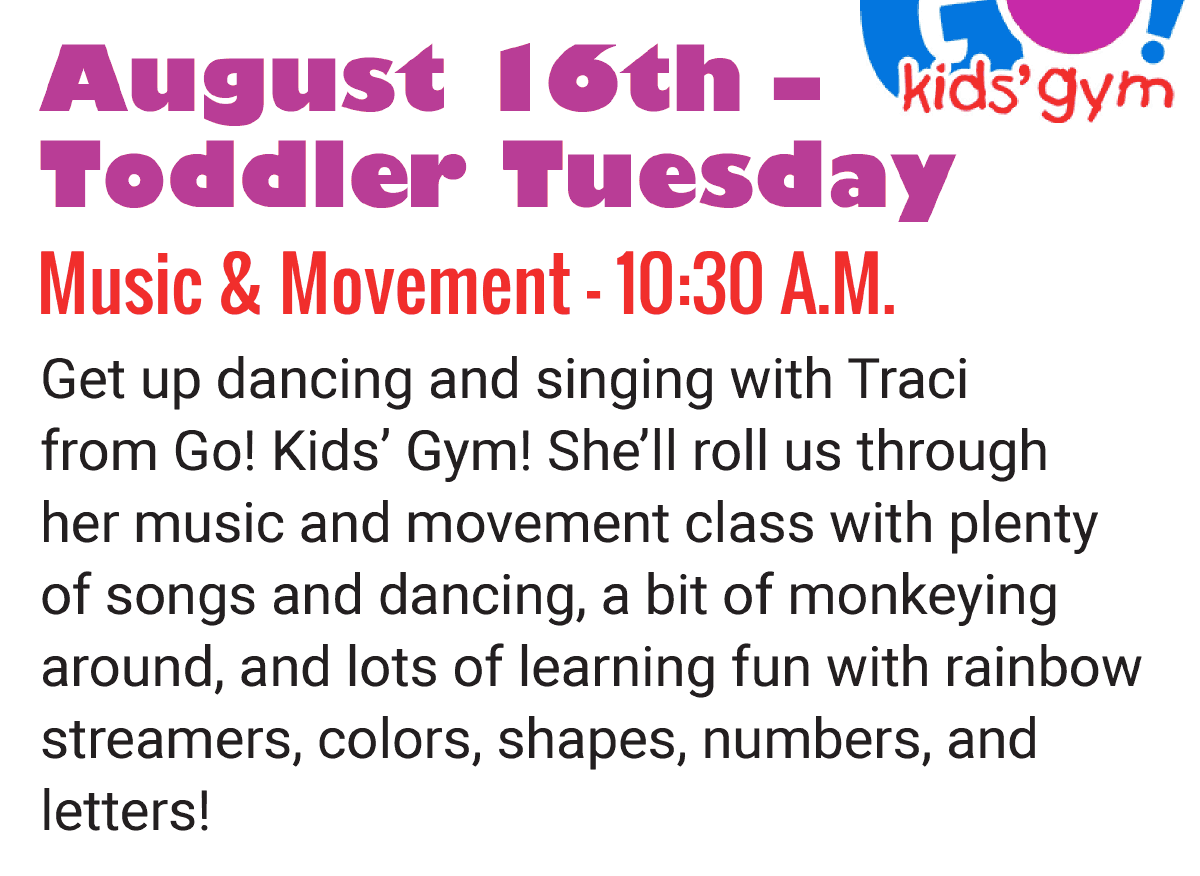 GO!
kids' gym
August 16th –
Toddler Tuesday
Music & Movement - 10:30 A.M.
Get up dancing and singing with Traci
from Go! Kids’ Gym! She’ll roll us through
her music and movement class with plenty
of songs and dancing, a bit of monkeying
around, and lots of learning fun with rainbow
streamers, colors, shapes, numbers, and
letters!